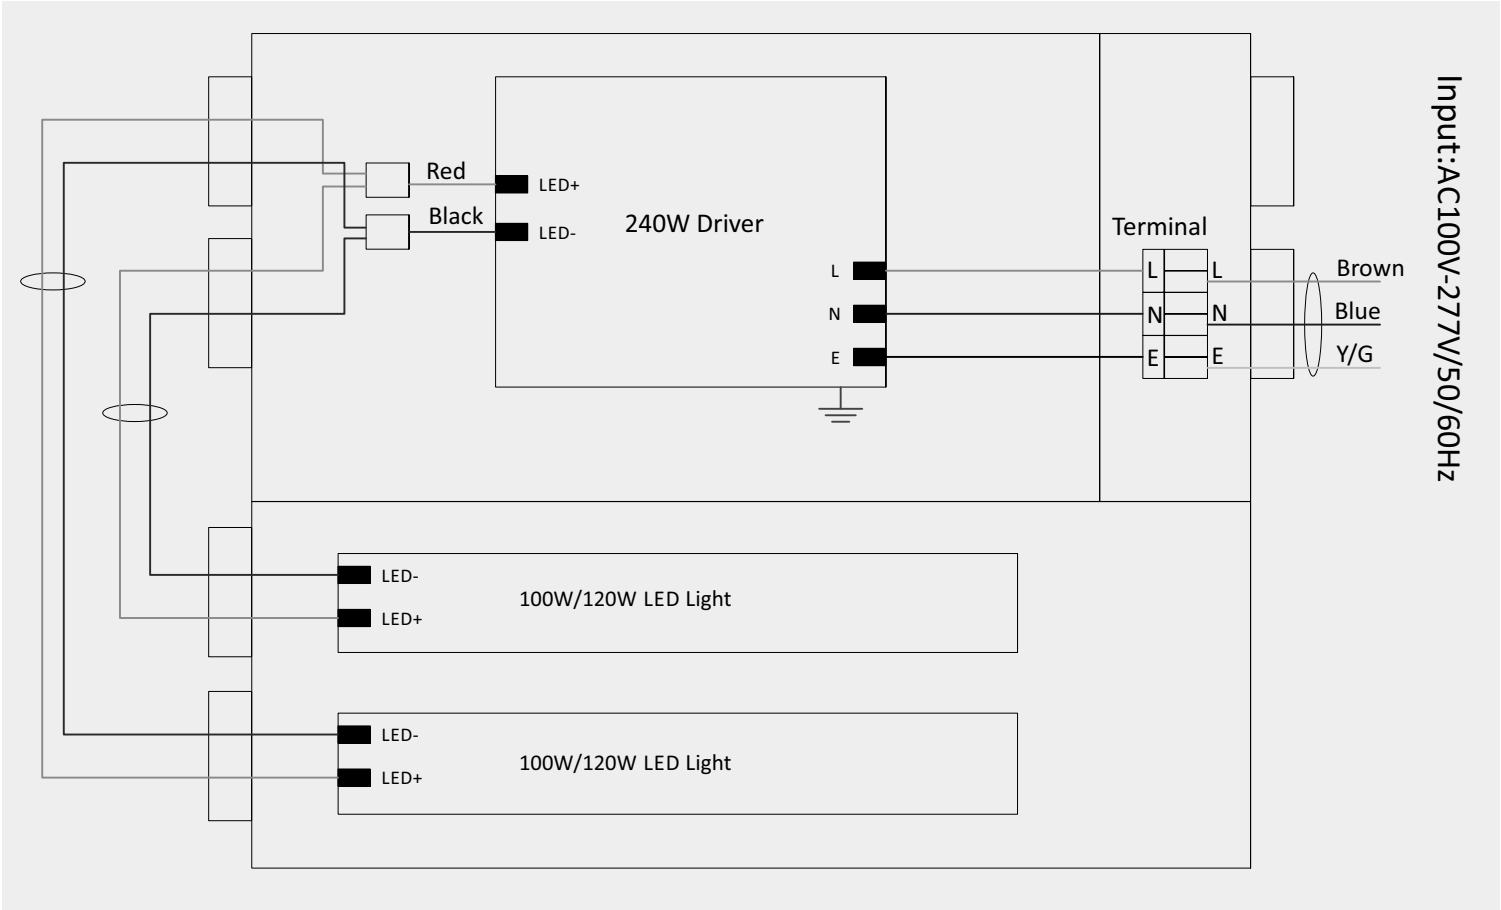 Red
LED+
Black
LED-
240W Driver
L
N
E
Terminal
L L
N N
E E
Brown
Blue
Y/G
Input:AC100V-277V/50/60Hz
LED-
100W/120W LED Light
LED+
LED-
100W/120W LED Light
LED+